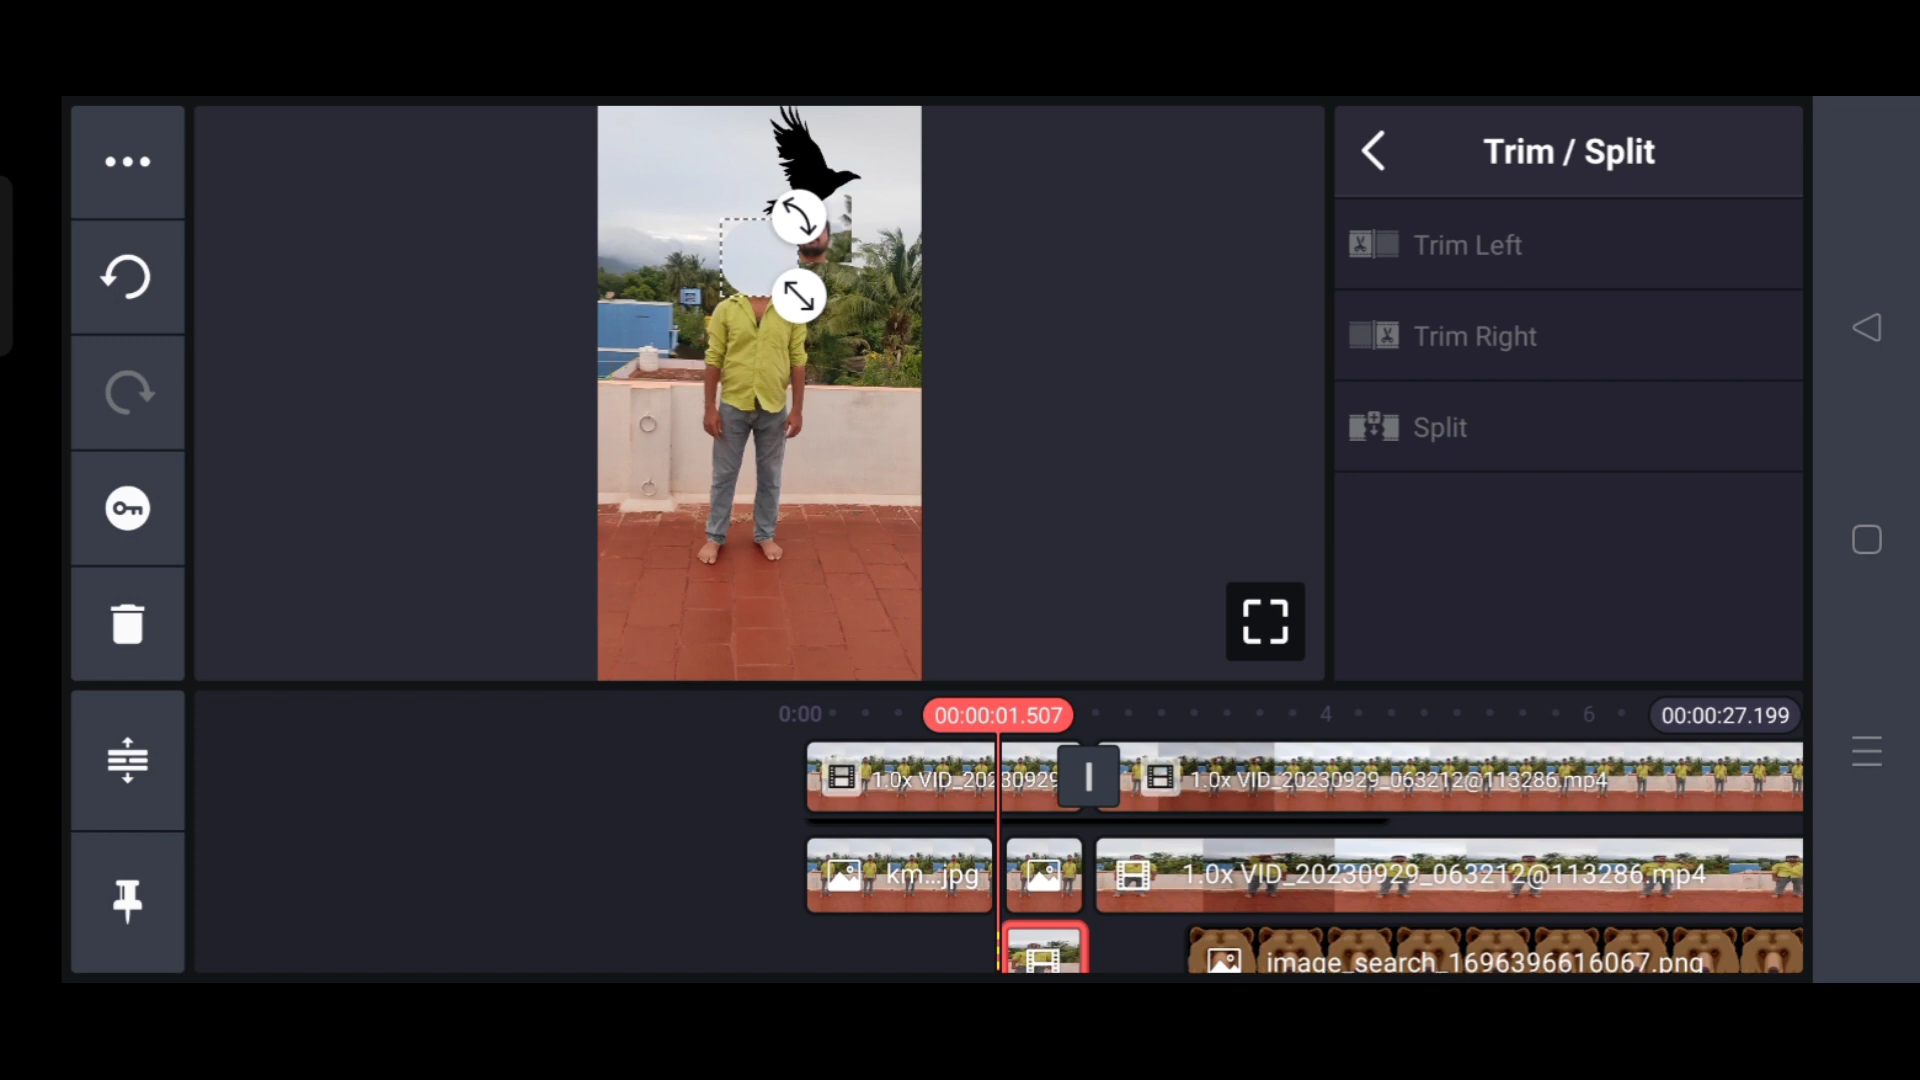 Trim / Split
Trim Left
Trim Right
Split
0:00
00:00:01.507
4
6
00:00:27.199
1.0x VID_20230929
1.0x VID_20230929_063212@113286.mp4
km...jpg
1.0x VID_20230929_063212@113286.mp4
image_search_1696396616067.png